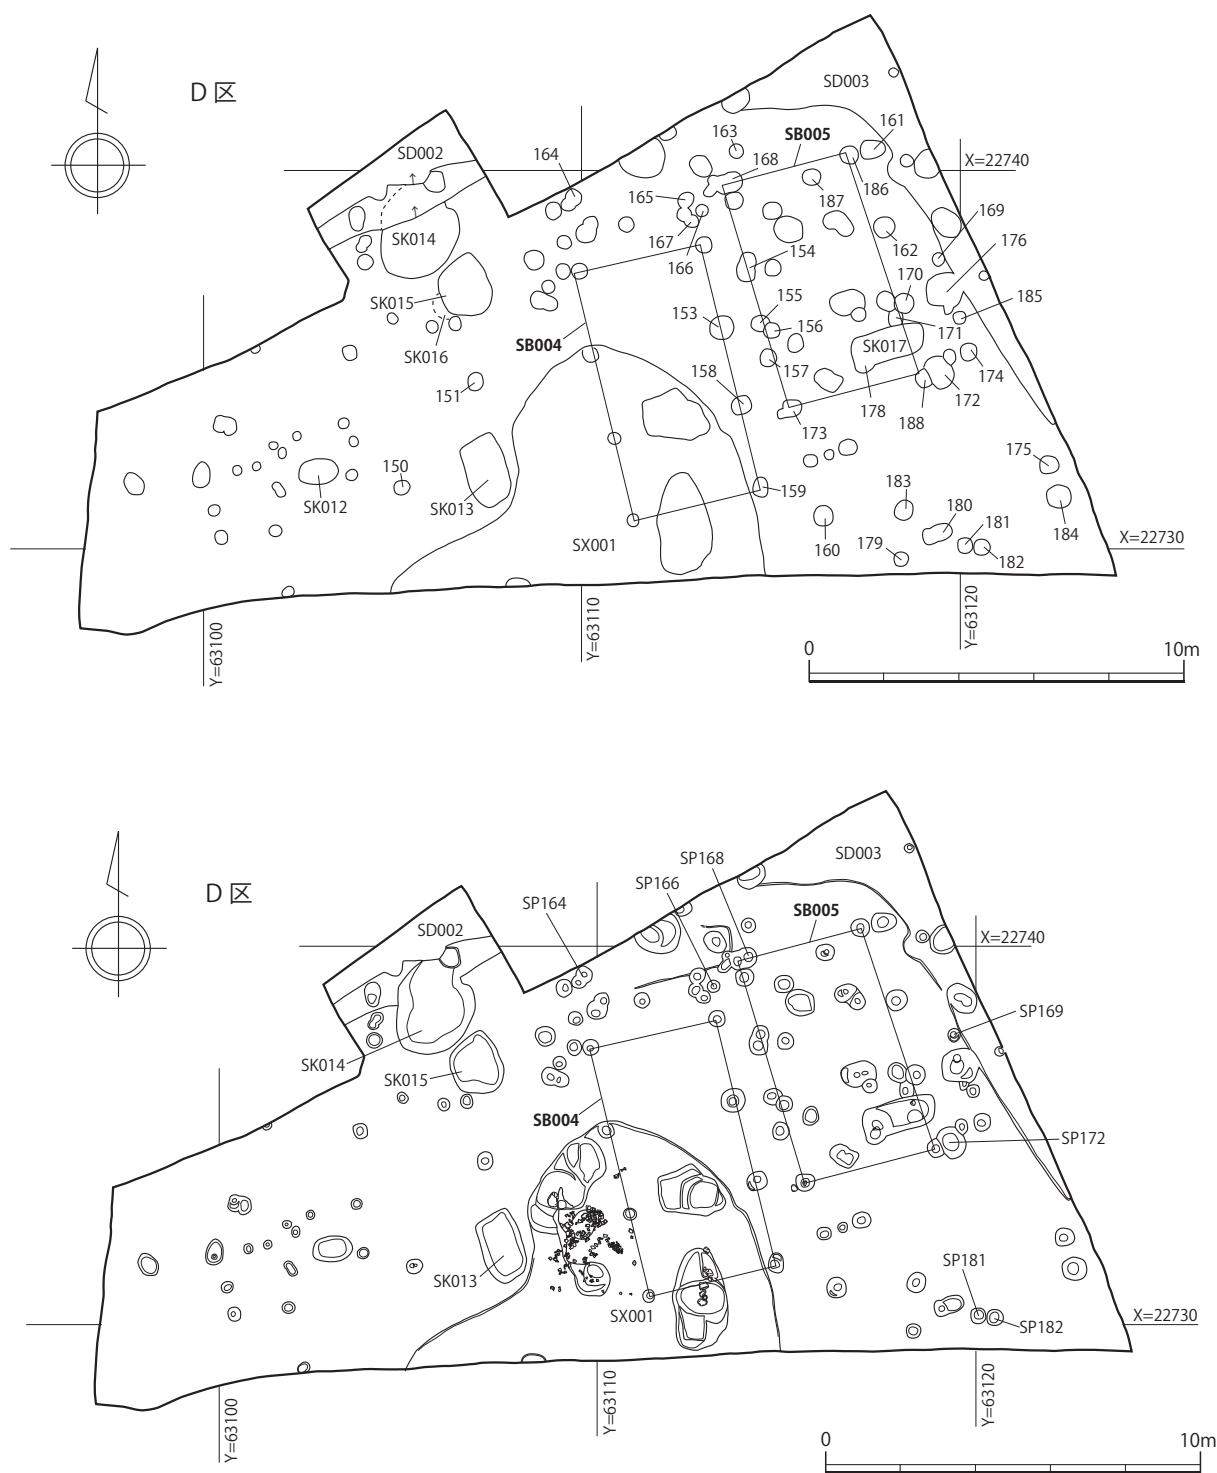 D 区
SD003
163
SB005
161
SD002
164
168
X=22740
165
186
187
169
SK014
167
162
176
154
166
SK015
170
185
153
155
156
171
SB004
SK016
SK017
157
158
174
151
178
188
172
173
175
150
183
159
SK012
SK013
180
181
184
SX001
160
179
182
X=22730
Y=63100
Y=63110
Y=63120
0
10m
SP168
SD003
D 区
SP166
SP164
SB005
SD002
X=22740
SP169
SK014
SK015
SB004
SP172
SP181
SK013
SX001
SP182
X=22730
Y=63100
Y=63110
Y=63120
0
10m